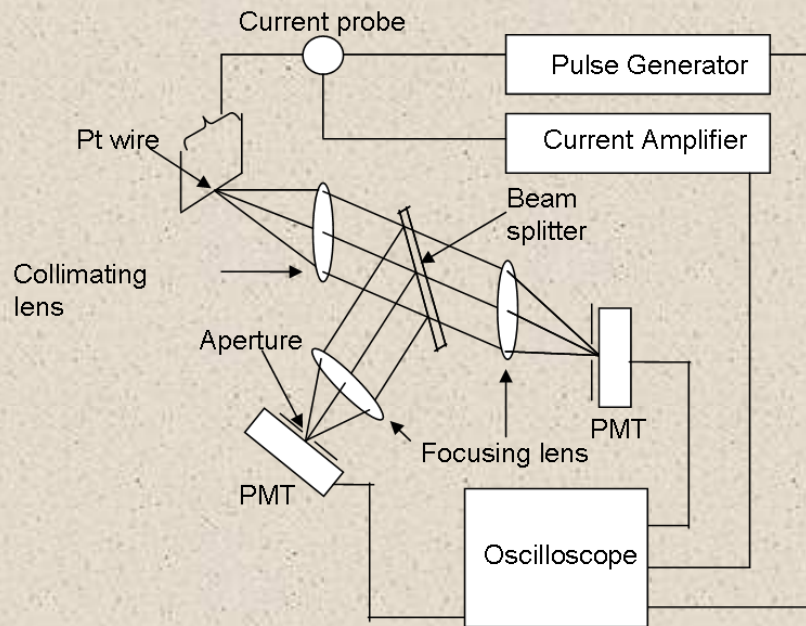 Current probe
Pulse Generator
Pt wire
Current Amplifier
Beam
splitter
Collimating
lens
Aperture
PMT
Focusing lens
PMT
Oscilloscope